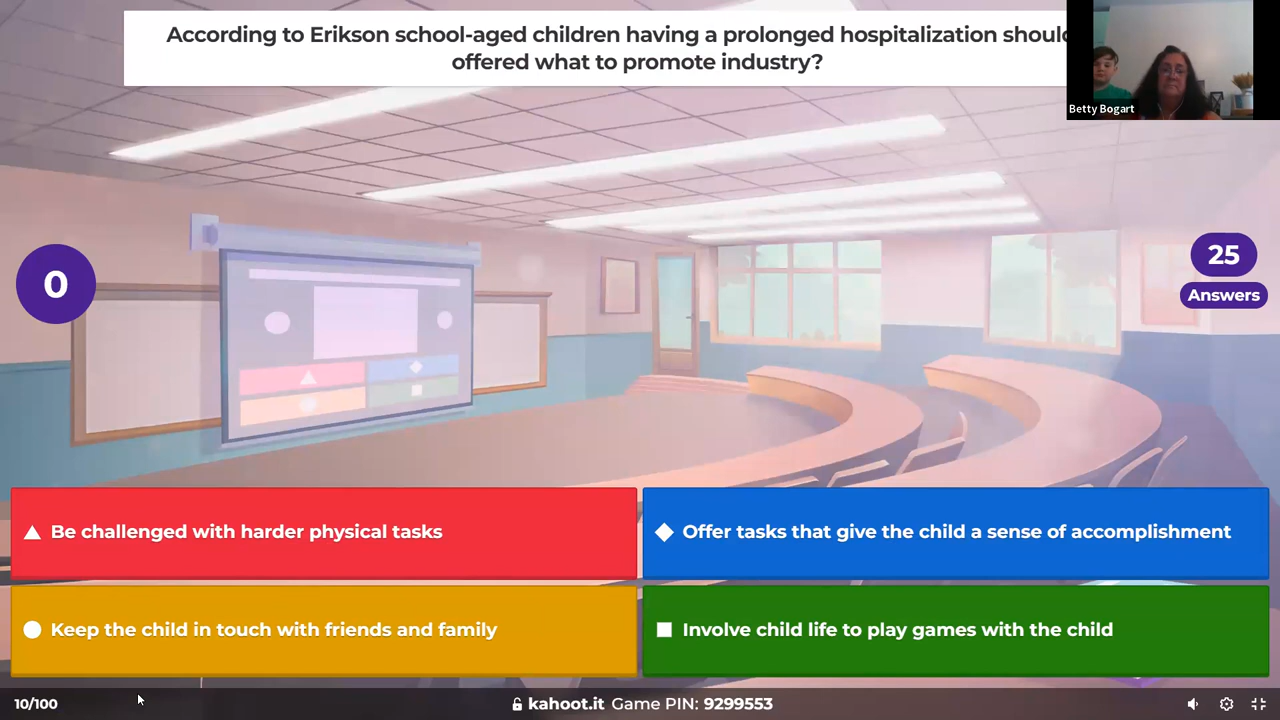 According to Erikson school-aged children having a prolonged hospitalization
offered what to promote industry?
Betty Bogart
0
25
Answers
Be challenged with harder physical tasks
Offer tasks that give the child a sense of accomplishment
Keep the child in touch with friends and family
Involve child life to play games with the child
10/100
kahoot.it Game PIN: 9299553